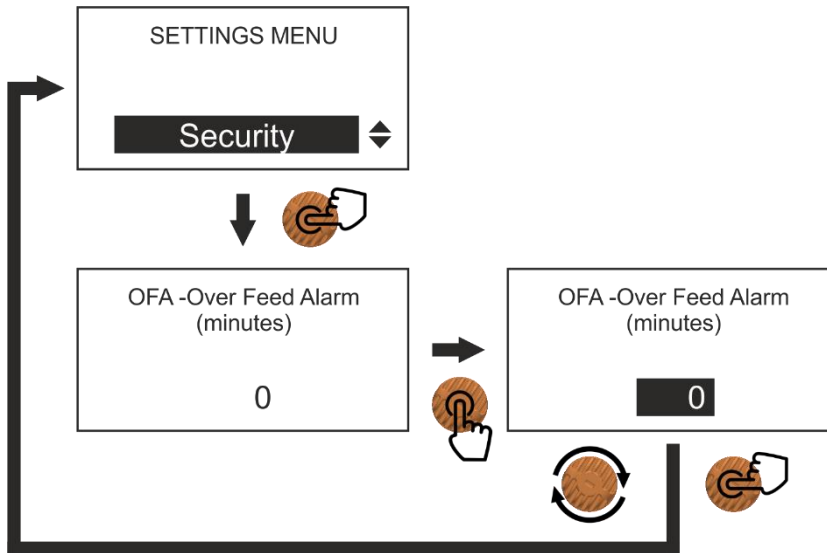 SETTINGS MENU
Security
OFA -Over Feed Alarm
(minutes)
0
OFA -Over Feed Alarm
(minutes)
0